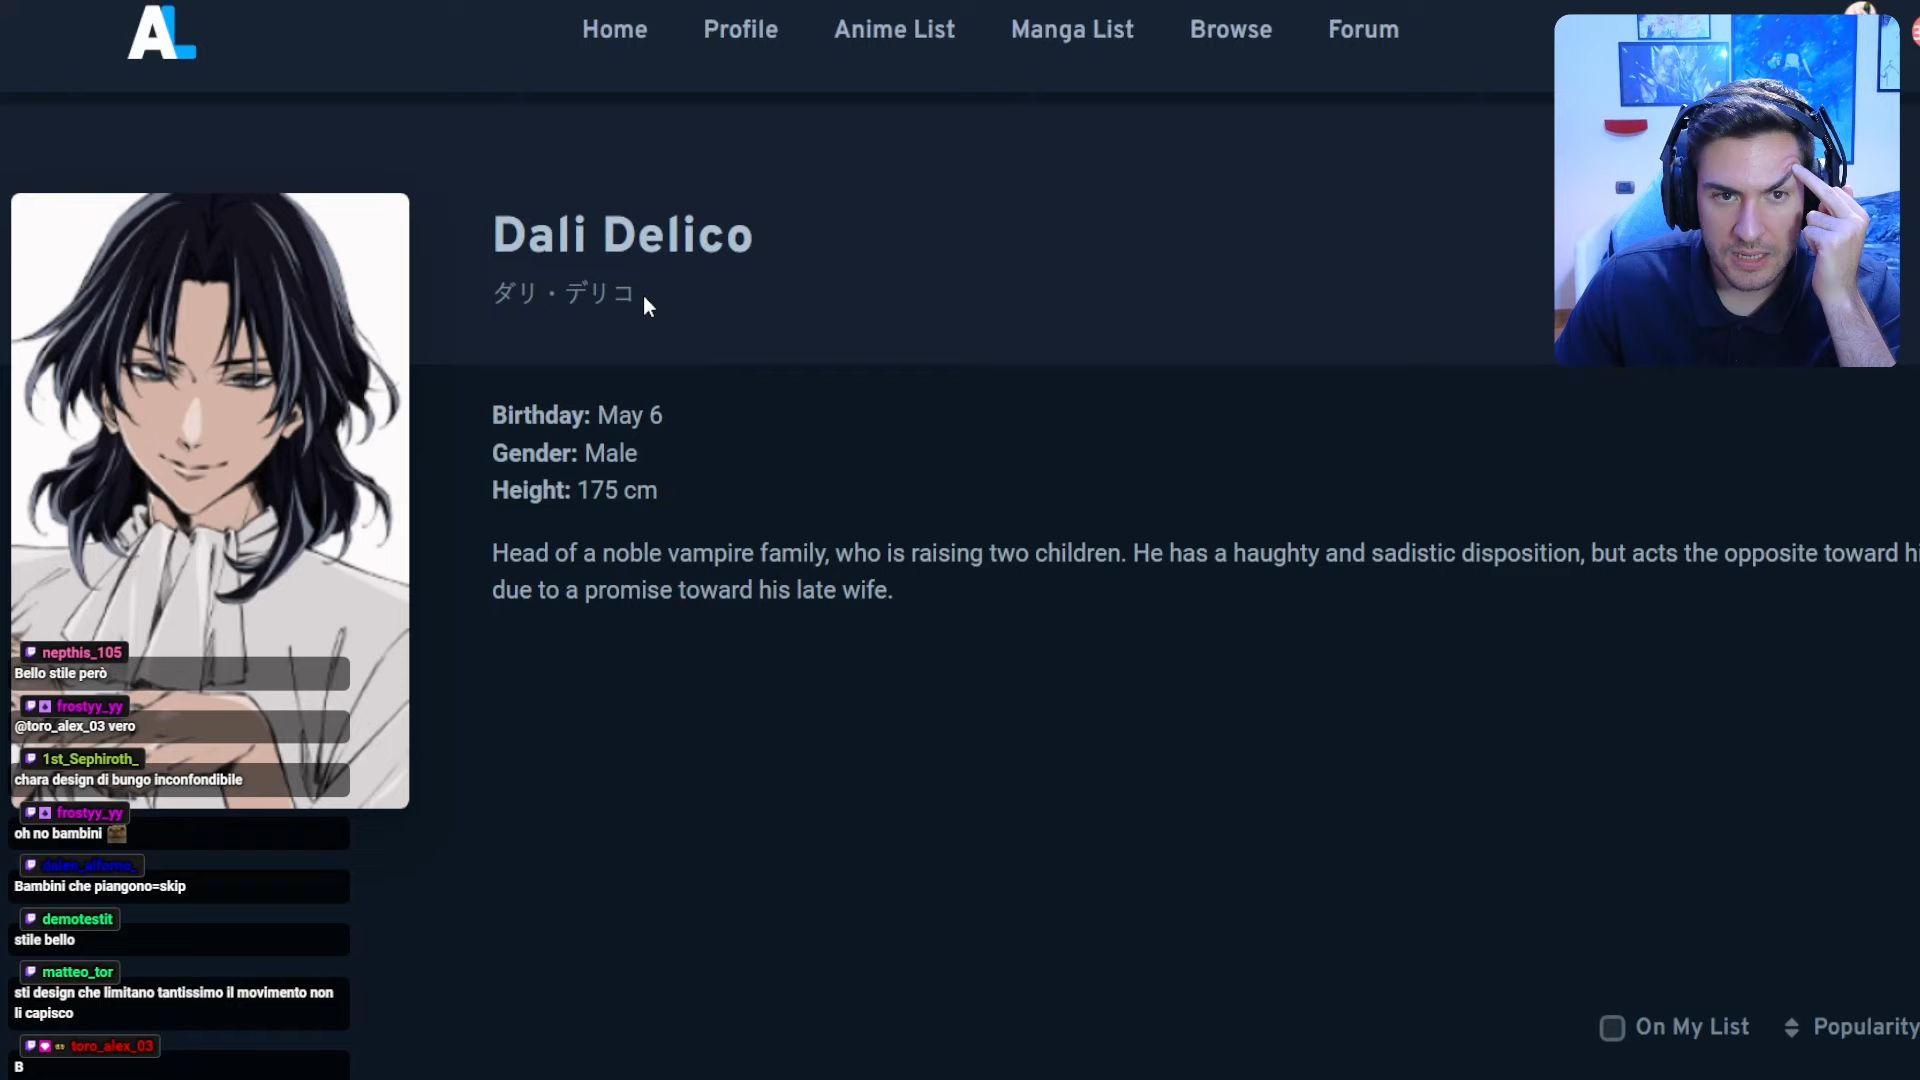 AL
Home Profile Anime List Manga List Browse Forum
Dali Delico
ダリ・デリコ
Birthday: May 6
Gender: Male
Height: 175 cm
Head of a noble vampire family, who is raising two children. He has a haughty and sadistic disposition, but acts the opposite toward hi
due to a promise toward his late wife.
nepthis_105
Bello stile però
frostyy_yy
@toro_alex_03 vero
1st_Sephiroth_
chara design di bungo inconfondibile
frostyy_yy
oh no bambini
Bambini che piangono=skip
demotestit
stile bello
matteo_tor
sti design che limitano tantissimo il movimento non
li capisco
toro_alex_03
B
On My List Popularity